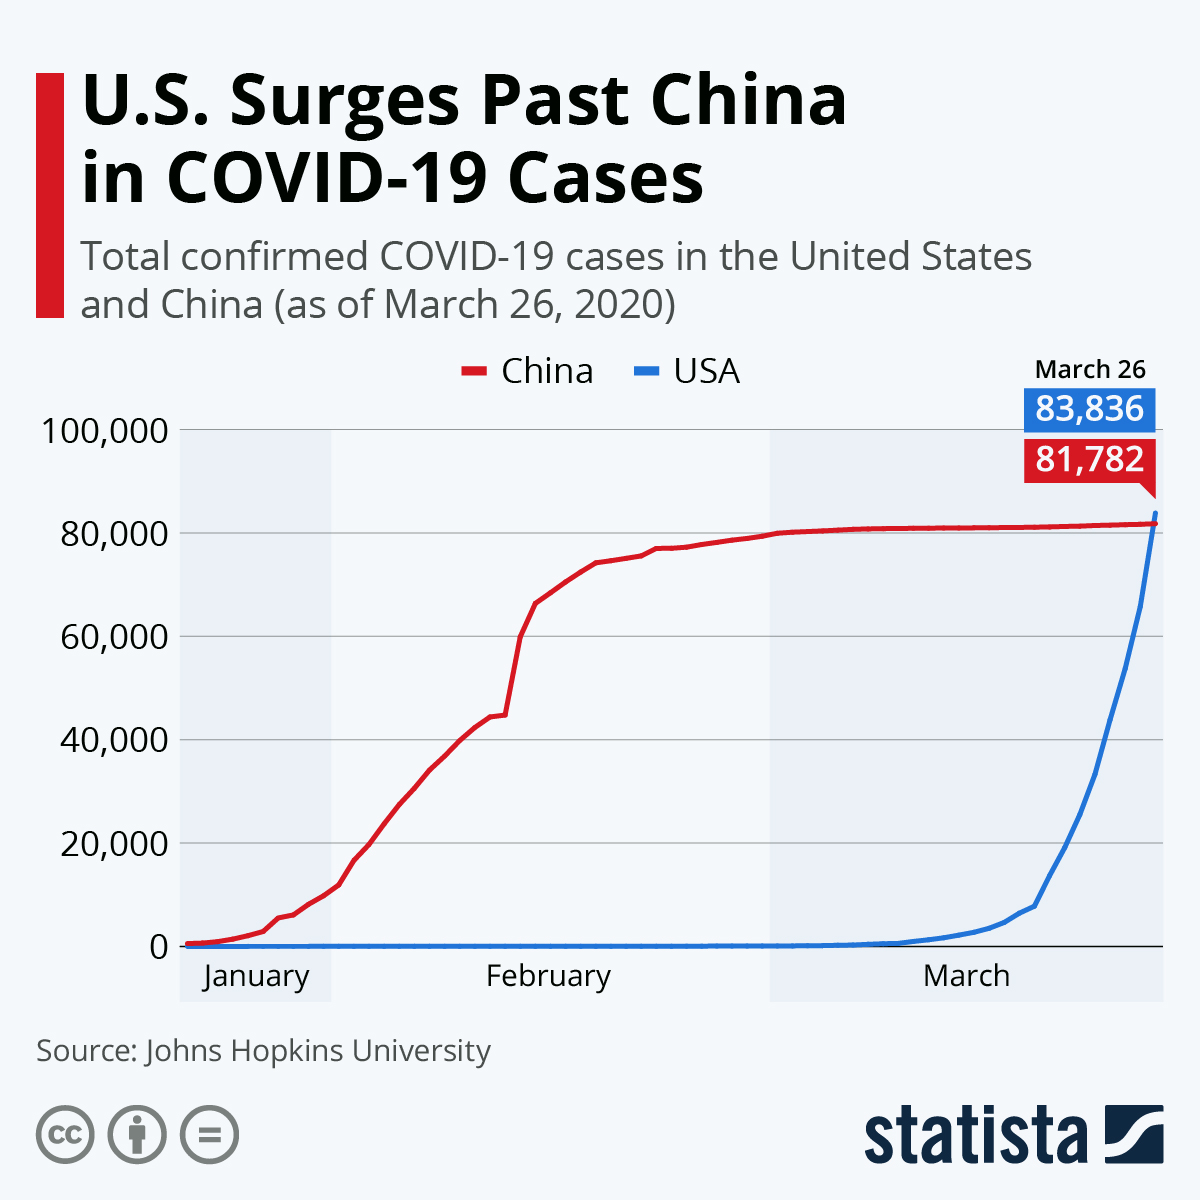 U.S. Surges Past China
in COVID-19 Cases
Total confirmed COVID-19 cases in the United States
and China (as of March 26, 2020)
China USA
March 26
83,836
81,782
100,000
80,000
60,000
40,000
20,000
0
January February March
Source: Johns Hopkins University
cc
statista